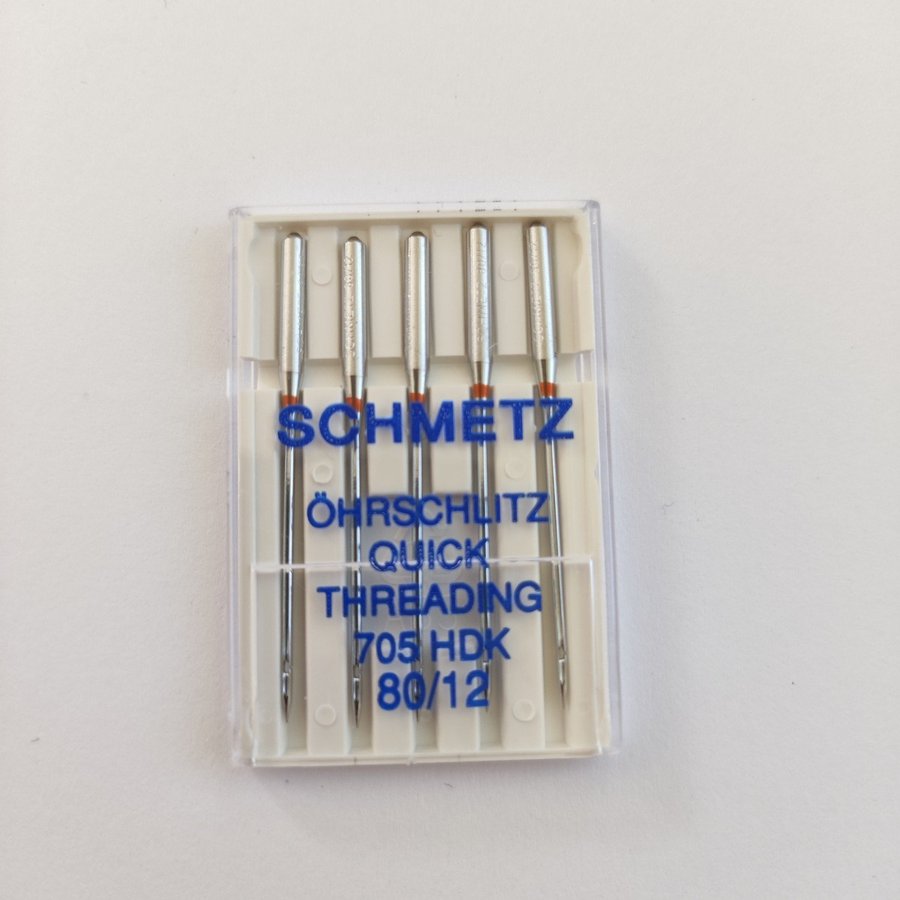 SCHMETZ
ÖHRSCHLITZ
QUICK
THREADING
705 HDK
80/12